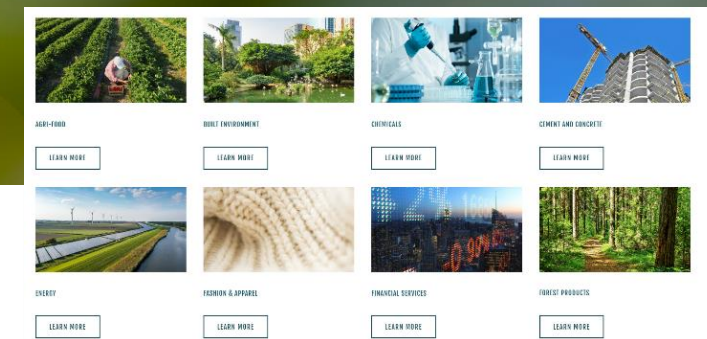 AGRI-FOOD
BUILT ENVIRONMENT
CHEMICALS
CEMENT AND CONCRETE
LEARN MORE
LEARN MORE
LEARN MORE
LEARN MORE
ENERGY
FASHION & APPAREL
FINANCIAL SERVICES
FOREST PRODUCTS
LEARN MORE
LEARN MORE
LEARN MORE
LEARN MORE